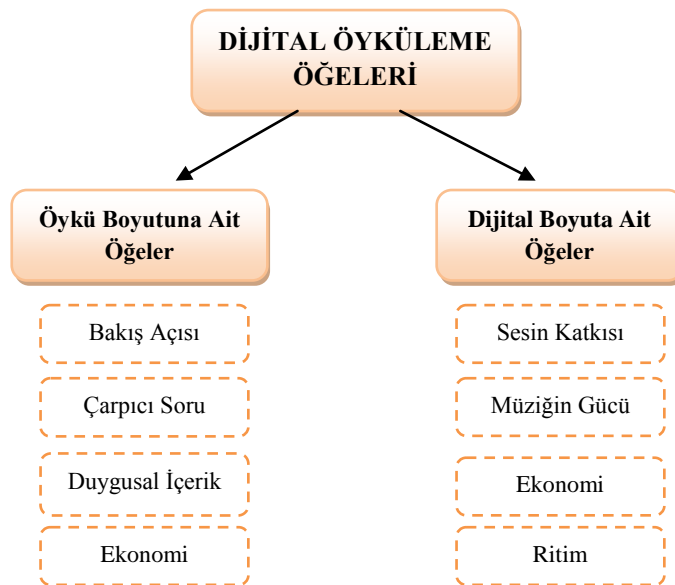 DİJİTAL ÖYKÜLEME
ÖĞELERİ
Öykü Boyutuna Ait
Öğeler
Bakış Açısı
Çarpıcı Soru
Duygusal İçerik
Ekonomi
Dijital Boyuta Ait
Öğeler
Sesin Katkısı
Müziğin Gücü
Ekonomi
Ritim